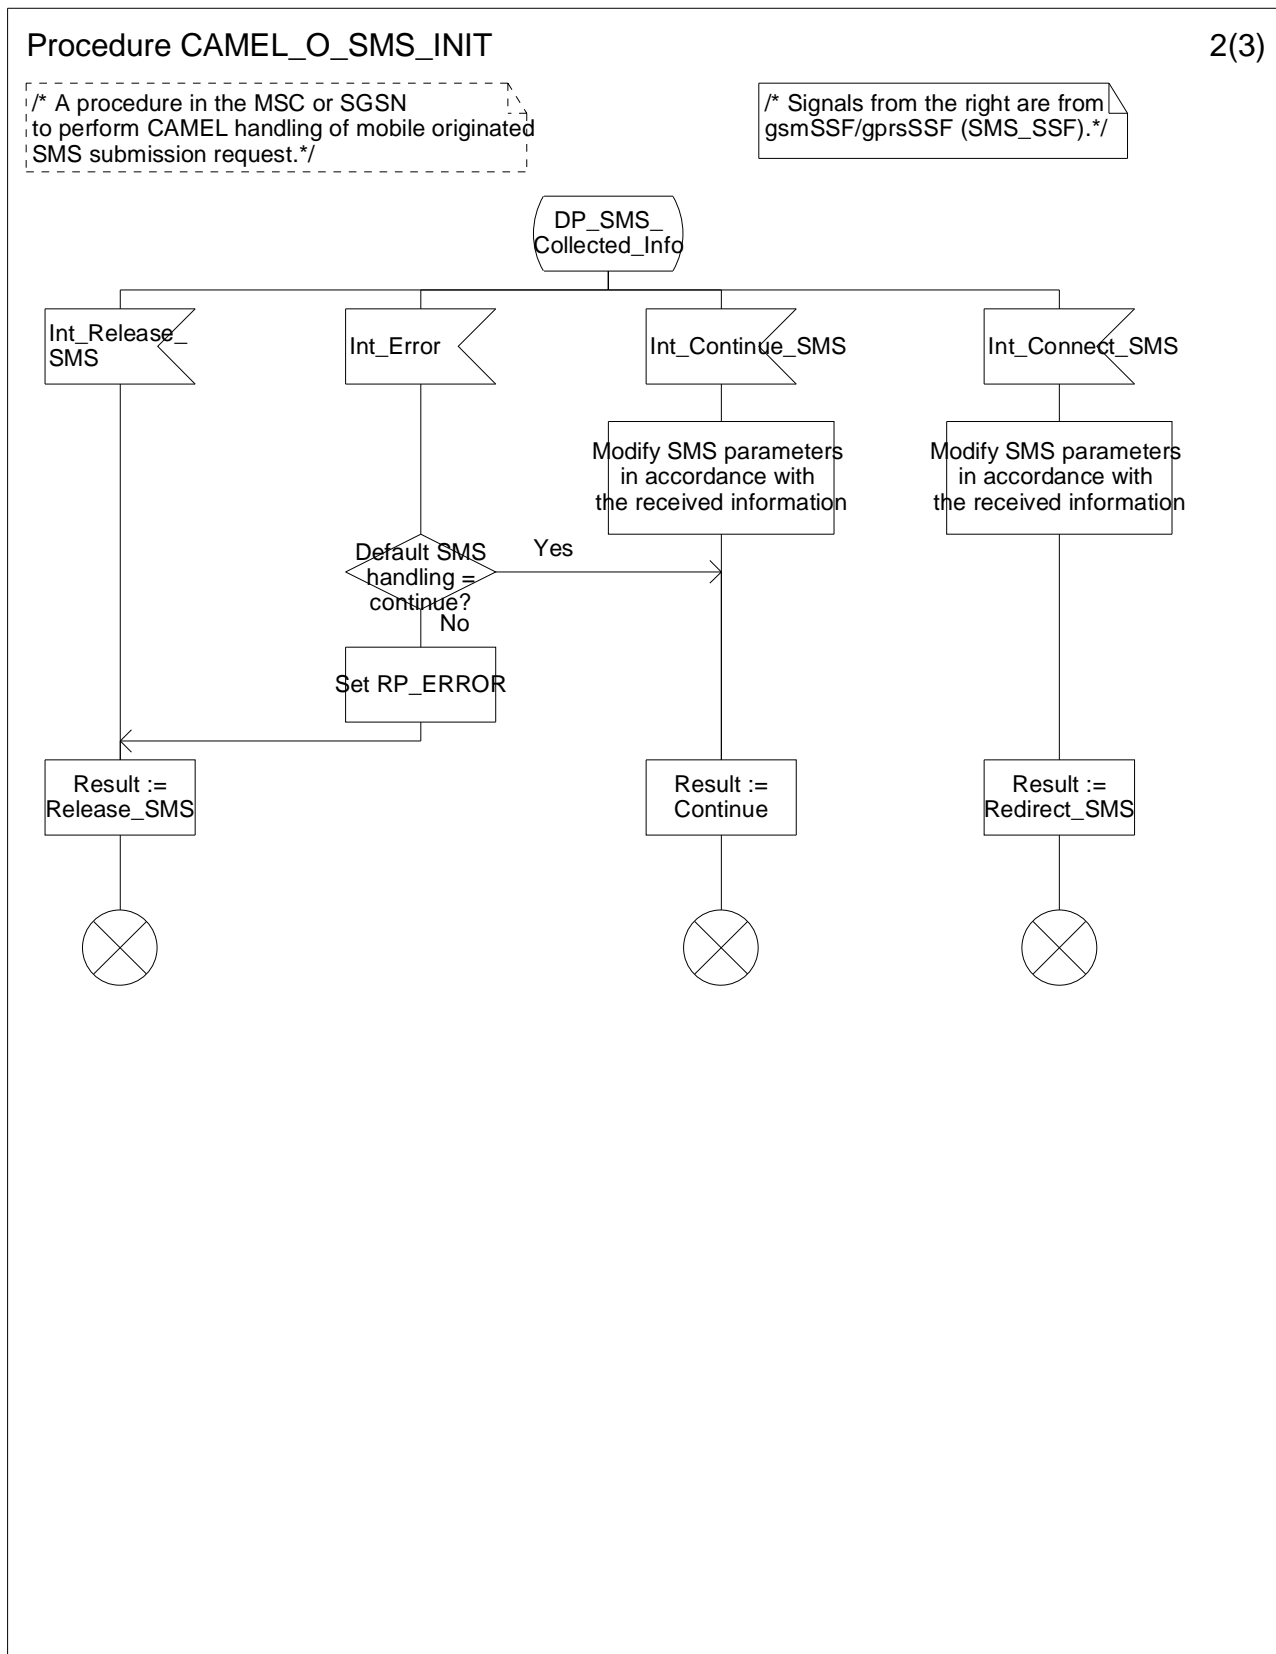 Procedure CAMEL_O_SMS_INIT
2(3)
/* A procedure in the MSC or SGSN
to perform CAMEL handling of mobile originated
SMS submission request.*/
/* Signals from the right are from
gsmSSF/gprsSSF (SMS_SSF).*/
DP_SMS_
Collected_Info
Int_Release_
SMS
Int_Error
Int_Continue_SMS
Int_Connect_SMS
Modify SMS parameters
in accordance with
the received information
Modify SMS parameters
in accordance with
the received information
Default SMS
handling =
continue?
Yes
No
Set RP_ERROR
Result :=
Release_SMS
Result :=
Continue
Result :=
Redirect_SMS